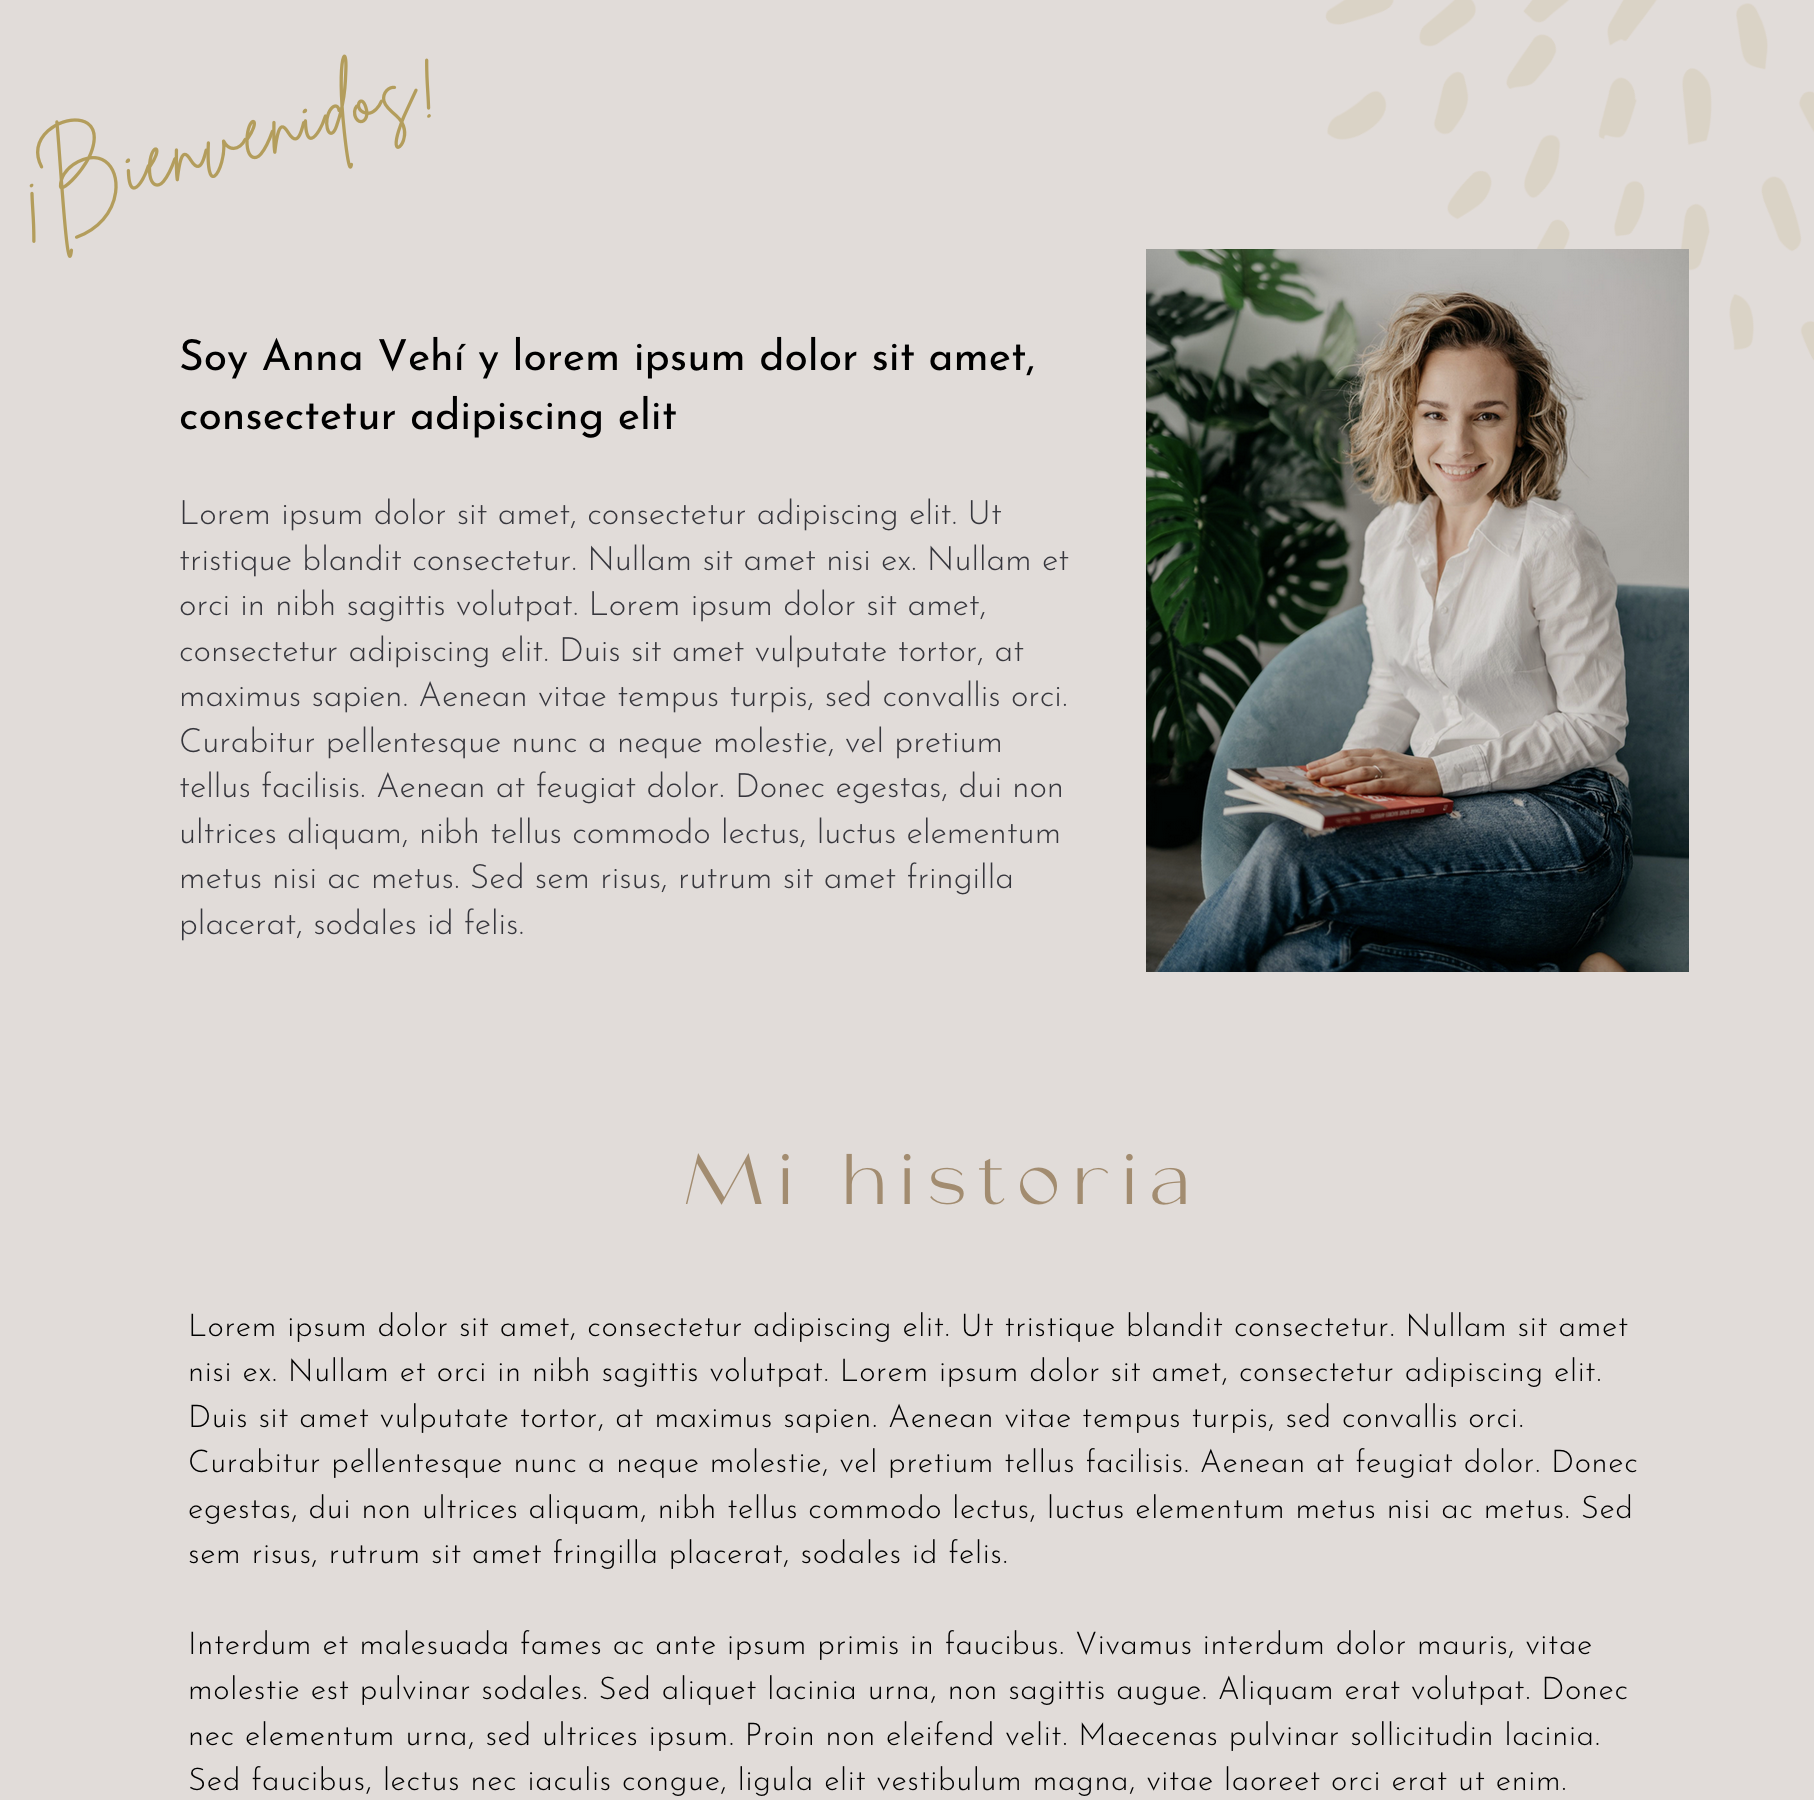 ¡Bienvenidos!
Soy Anna Vehí y lorem ipsum dolor sit amet,
consectetur adipiscing elit
Lorem ipsum dolor sit amet, consectetur adipiscing elit. Ut
tristique blandit consectetur. Nullam sit amet nisi ex. Nullam et
orci in nibh sagittis volutpat. Lorem ipsum dolor sit amet,
consectetur adipiscing elit. Duis sit amet vulputate tortor, at
maximus sapien. Aenean vitae tempus turpis, sed convallis orci.
Curabitur pellentesque nunc a neque molestie, vel pretium
tellus facilisis. Aenean at feugiat dolor. Donec egestas, dui non
ultrices aliquam, nibh tellus commodo lectus, luctus elementum
metus nisi ac metus. Sed sem risus, rutrum sit amet fringilla
placerat, sodales id felis.
Mi historia
Lorem ipsum dolor sit amet, consectetur adipiscing elit. Ut tristique blandit consectetur. Nullam sit amet
nisi ex. Nullam et orci in nibh sagittis volutpat. Lorem ipsum dolor sit amet, consectetur adipiscing elit.
Duis sit amet vulputate tortor, at maximus sapien. Aenean vitae tempus turpis, sed convallis orci.
Curabitur pellentesque nunc a neque molestie, vel pretium tellus facilisis. Aenean at feugiat dolor. Donec
egestas, dui non ultrices aliquam, nibh tellus commodo lectus, luctus elementum metus nisi ac metus. Sed
sem risus, rutrum sit amet fringilla placerat, sodales id felis.
Interdum et malesuada fames ac ante ipsum primis in faucibus. Vivamus interdum dolor mauris, vitae
molestie est pulvinar sodales. Sed aliquet lacinia urna, non sagittis augue. Aliquam erat volutpat. Donec
nec elementum urna, sed ultrices ipsum. Proin non eleifend velit. Maecenas pulvinar sollicitudin lacinia.
Sed faucibus, lectus nec iaculis congue, ligula elit vestibulum magna, vitae laoreet orci erat ut enim.